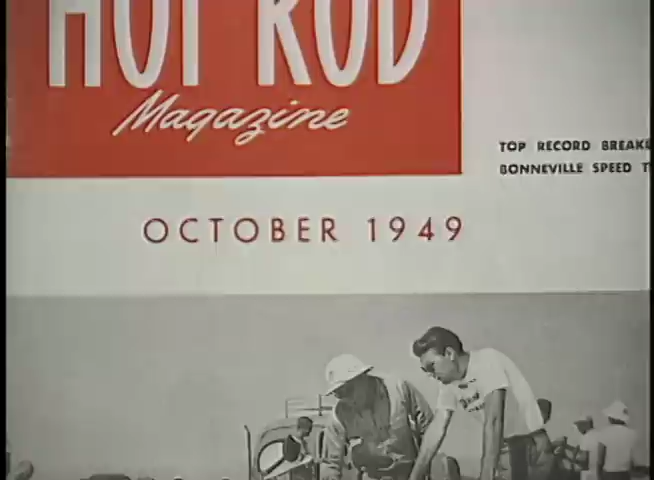 HOT ROD
Magazine
TOP RECORD
BONNEVILLE SPEED
OCTOBER 1949